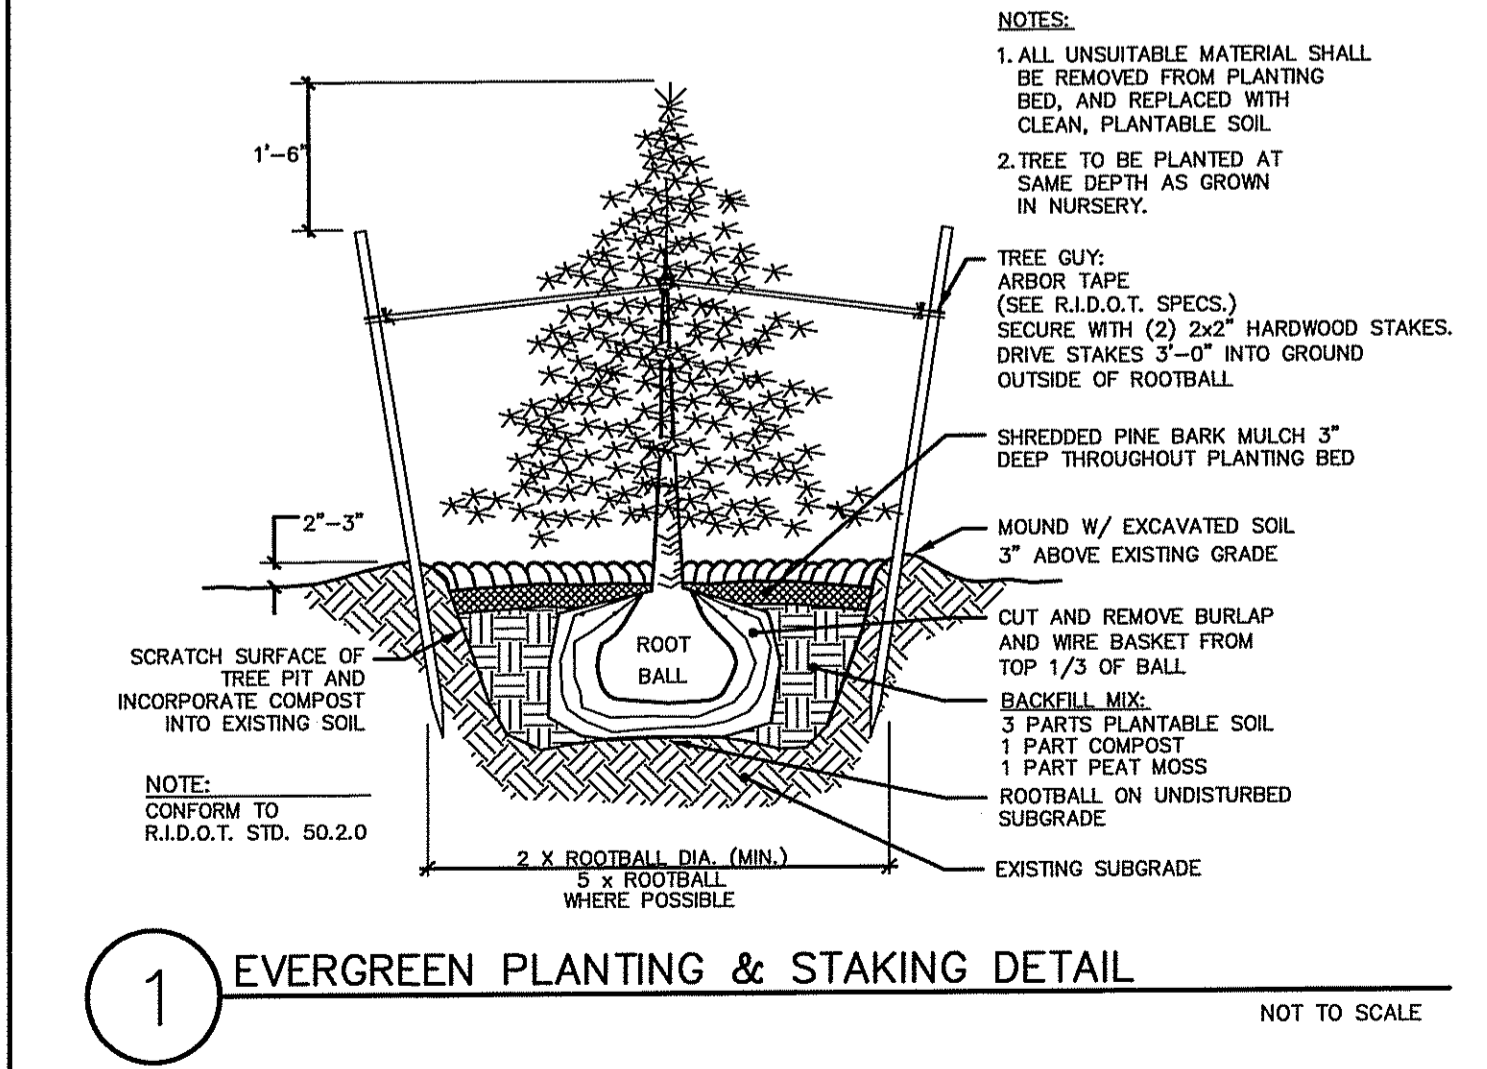 NOTES:
1. ALL UNSUITABLE MATERIAL SHALL
BE REMOVED FROM PLANTING
BED, AND REPLACED WITH
CLEAN, PLANTABLE SOIL
2. TREE TO BE PLANTED AT
SAME DEPTH AS GROWN
IN NURSERY.
1'-6"
TREE GUY:
ARBOR TAPE
(SEE R.I.D.O.T. SPECS.)
SECURE WITH (2) 2x2" HARDWOOD STAKES.
DRIVE STAKES 3'-0" INTO GROUND
OUTSIDE OF ROOTBALL
SHREDDED PINE BARK MULCH 3"
DEEP THROUGHOUT PLANTING BED
2"-3"
MOUND W/ EXCAVATED SOIL
3" ABOVE EXISTING GRADE
CUT AND REMOVE BURLAP
AND WIRE BASKET FROM
TOP 1/3 OF BALL
ROOT
BALL
SCRATCH SURFACE OF
TREE PIT AND
INCORPORATE COMPOST
INTO EXISTING SOIL
BACKFILL MIX:
3 PARTS PLANTABLE SOIL
1 PART COMPOST
1 PART PEAT MOSS
ROOTBALL ON UNDISTURBED
SUBGRADE
NOTE:
CONFORM TO
R.I.D.O.T. STD. 50.2.0
EXISTING SUBGRADE
2 X ROOTBALL DIA. (MIN.)
5 x ROOTBALL
WHERE POSSIBLE
1
EVERGREEN PLANTING & STAKING DETAIL
NOT TO SCALE